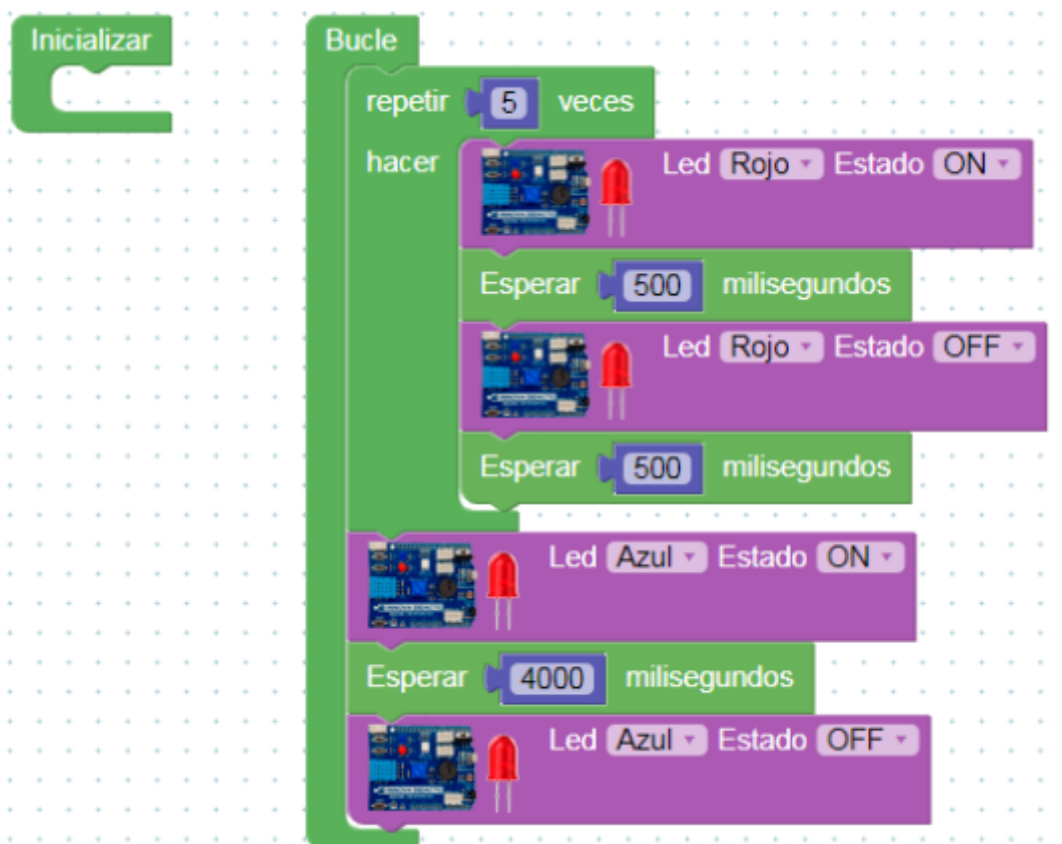 Inicializar
Bucle
repetir 5 veces
hacer
Led Rojo Estado ON
Esperar 500 milisegundos
Led Rojo Estado OFF
Esperar 500 milisegundos
Led Azul Estado ON
Esperar 4000 milisegundos
Led Azul Estado OFF